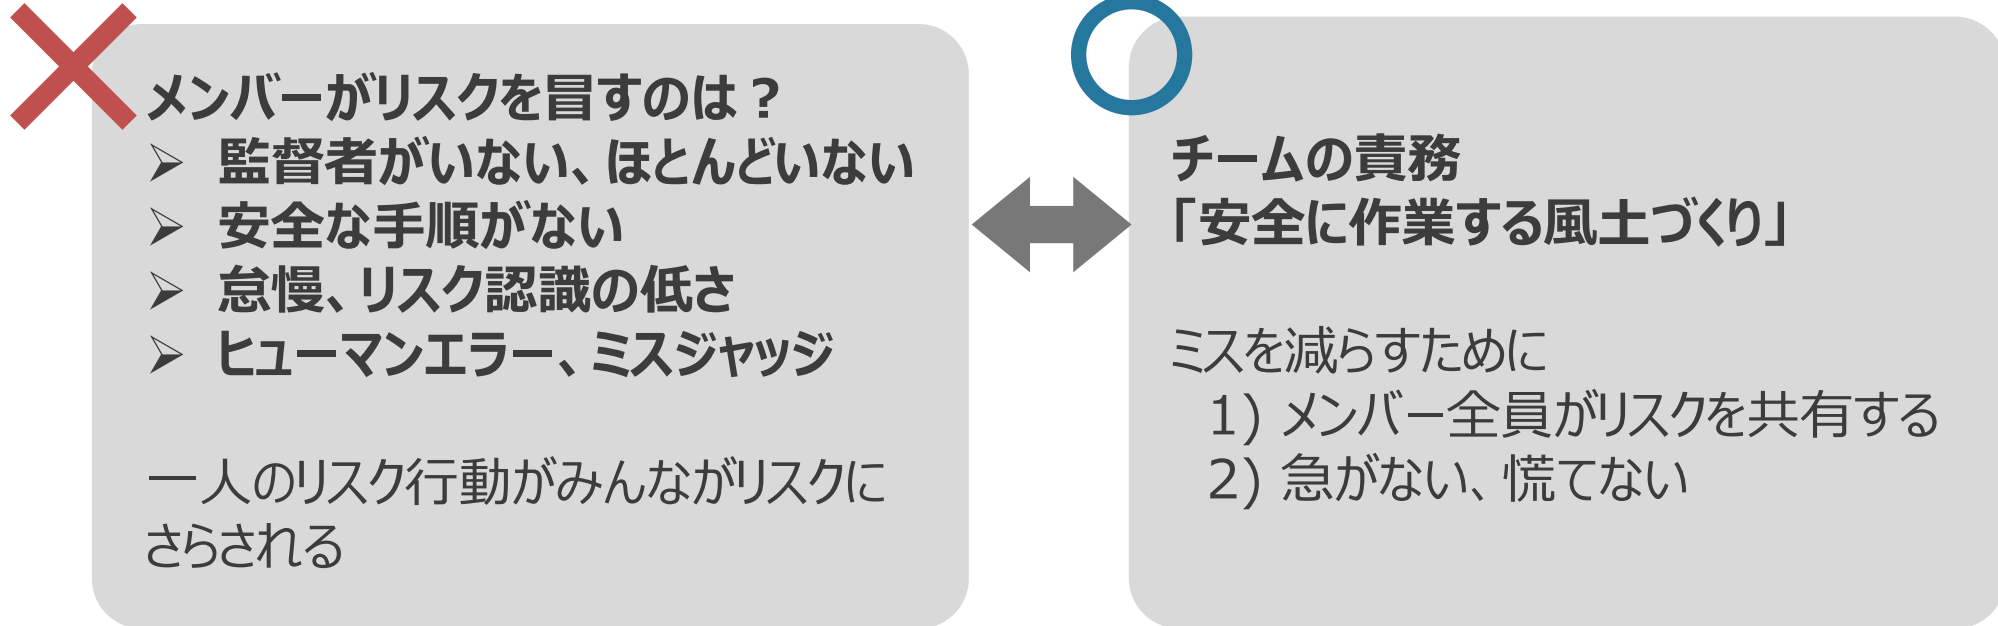 メンバーがリスクを冒すのは？
➢ 監督者がいない、ほとんどいない
➢ 安全な手順がない
➢ 怠慢、リスク認識の低さ
➢ ヒューマンエラー、ミスジャッジ
一人のリスク行動がみんながリスクに
さらされる
チームの責務
「安全に作業する風土づくり」
ミスを減らすために
1) メンバー全員がリスクを共有する
2) 急がない、慌てない